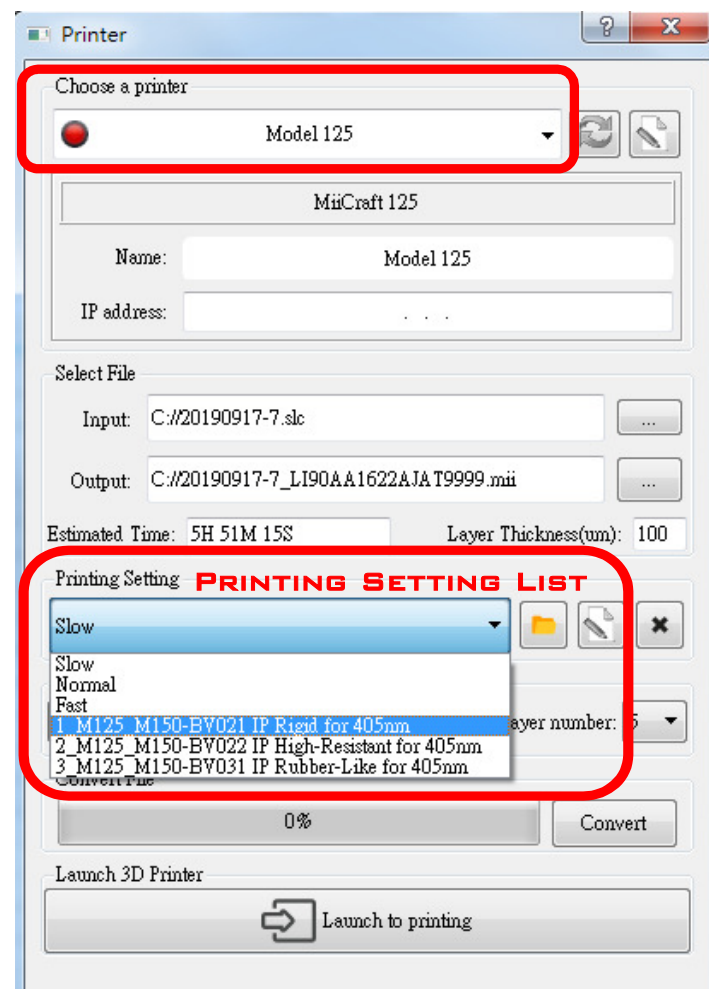 Printer
Choose a printer
Model 125
MiiCraft 125
Name: Model 125
IP address: . . .
Select File
Input: C://20190917-7.slc ...
Output: C://20190917-7_LI90AA1622AJAT9999.mii ...
Estimated Time: 5H 51M 15S Layer Thickness(um): 100
Printing Setting PRINTING SETTING LIST
Slow
Slow
Normal
Fast
1_M125_M150-BV021 IP Rigid for 405nm
ayer number: 5
2_M125_M150-BV022 IP High-Resistant for 405nm
3_M125_M150-BV031 IP Rubber-Like for 405nm
Convert File
0% Convert
Launch 3D Printer
Launch to printing